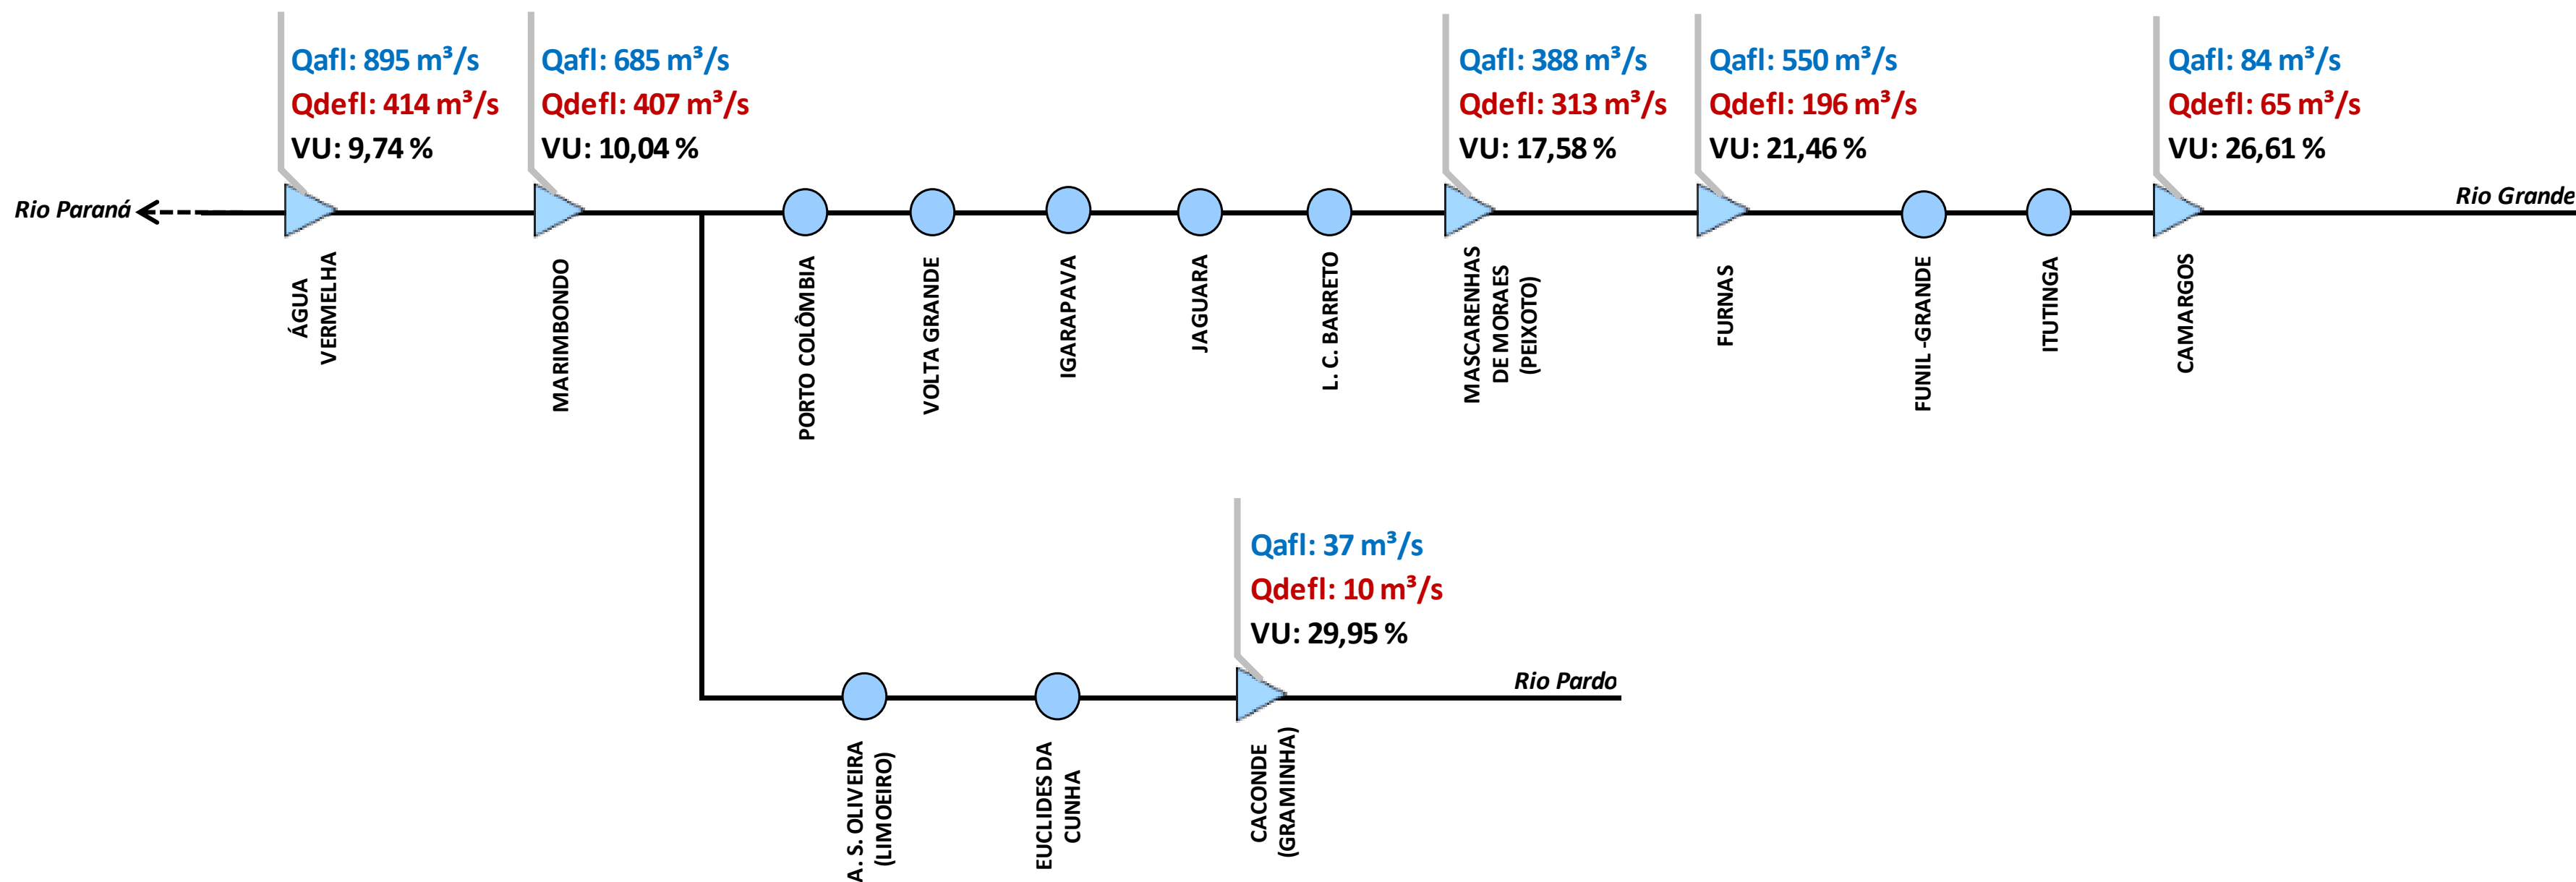 Qafl: 895 m³/s
Qdefl: 414 m³/s
VU: 9,74 %
Qafl: 685 m³/s
Qdefl: 407 m³/s
VU: 10,04 %
Qafl: 388 m³/s
Qdefl: 313 m³/s
VU: 17,58 %
Qafl: 550 m³/s
Qdefl: 196 m³/s
VU: 21,46 %
Qafl: 84 m³/s
Qdefl: 65 m³/s
VU: 26,61 %
Rio Paraná
Rio Grande
ÁGUA
VERMELHA
MARIMBONDO
PORTO COLÔMBIA
VOLTA GRANDE
IGARAPAVA
JAGUARA
L. C. BARRETO
MASCARENHAS
DE MORAES
(PEIXOTO)
FURNAS
FUNIL -GRANDE
ITUTINGA
CAMARGOS
Qafl: 37 m³/s
Qdefl: 10 m³/s
VU: 29,95 %
Rio Pardo
A. S. OLIVEIRA
(LIMOEIRO)
EUCLIDES DA
CUNHA
CACONDE
(GRAMINHA)